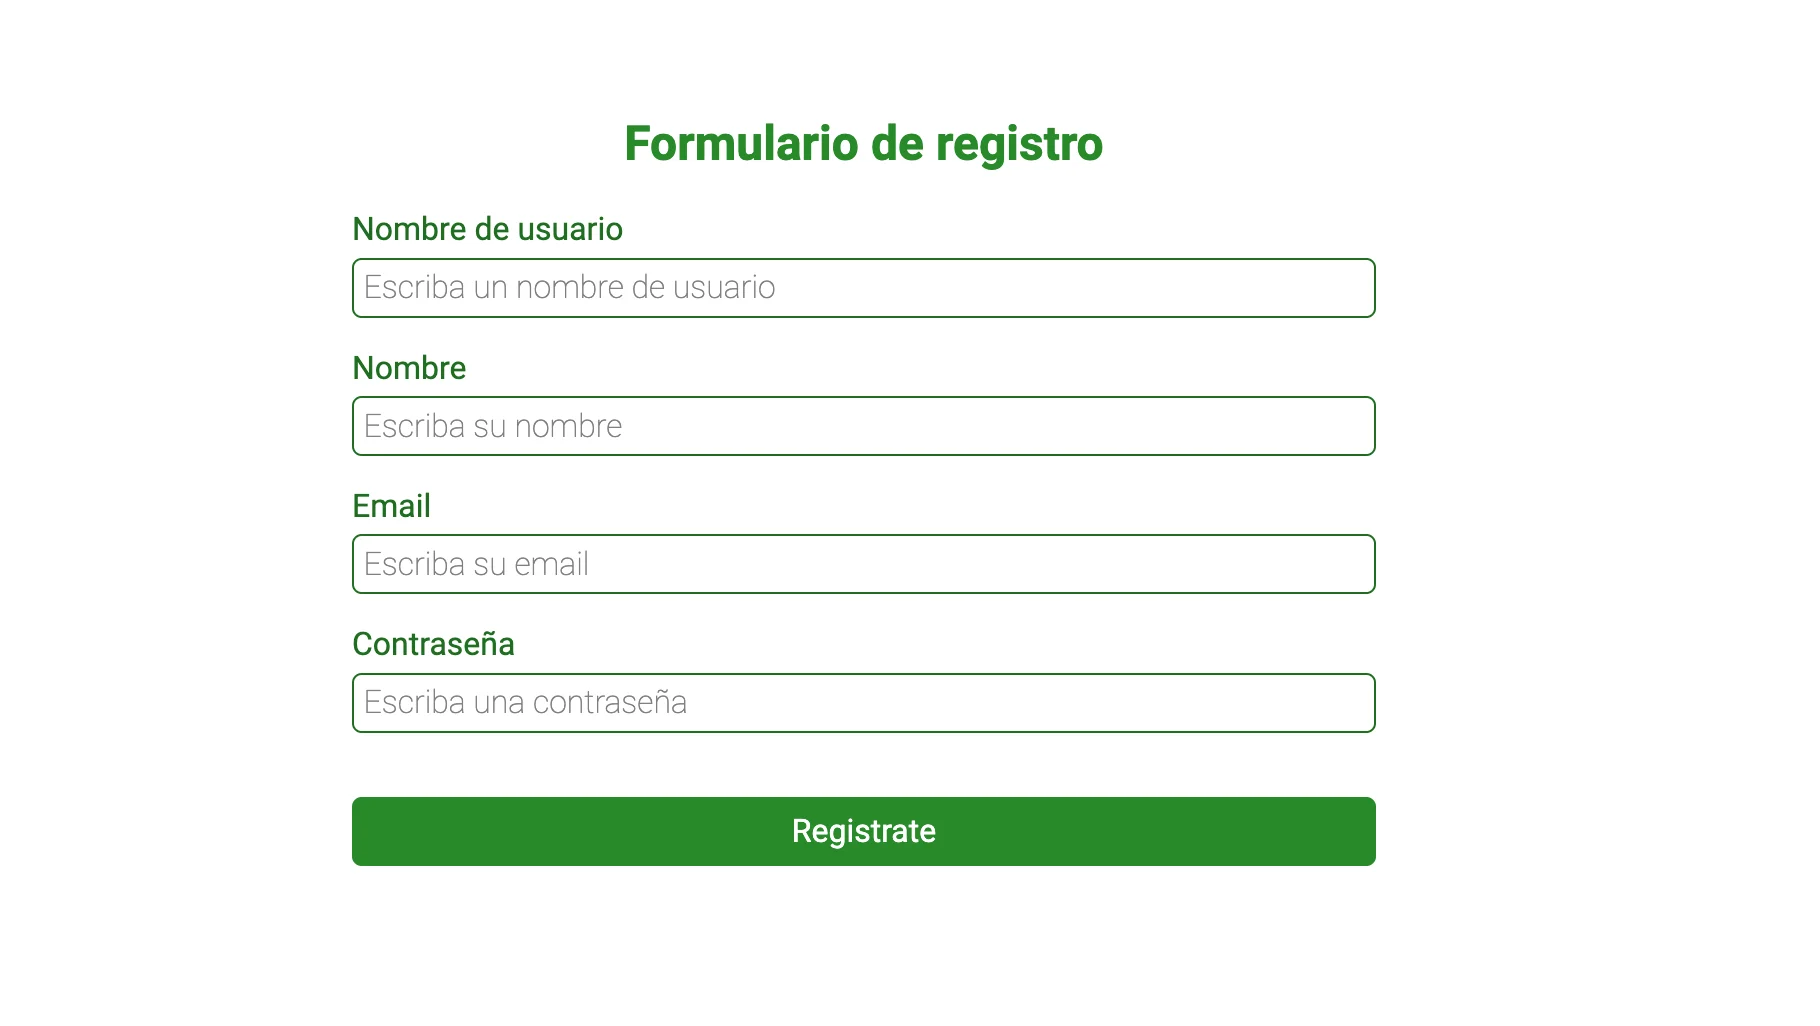 Formulario de registro
Nombre de usuario
Escriba un nombre de usuario
Nombre
Escriba su nombre
Email
Escriba su email
Contraseña
Escriba una contraseña
Registrate